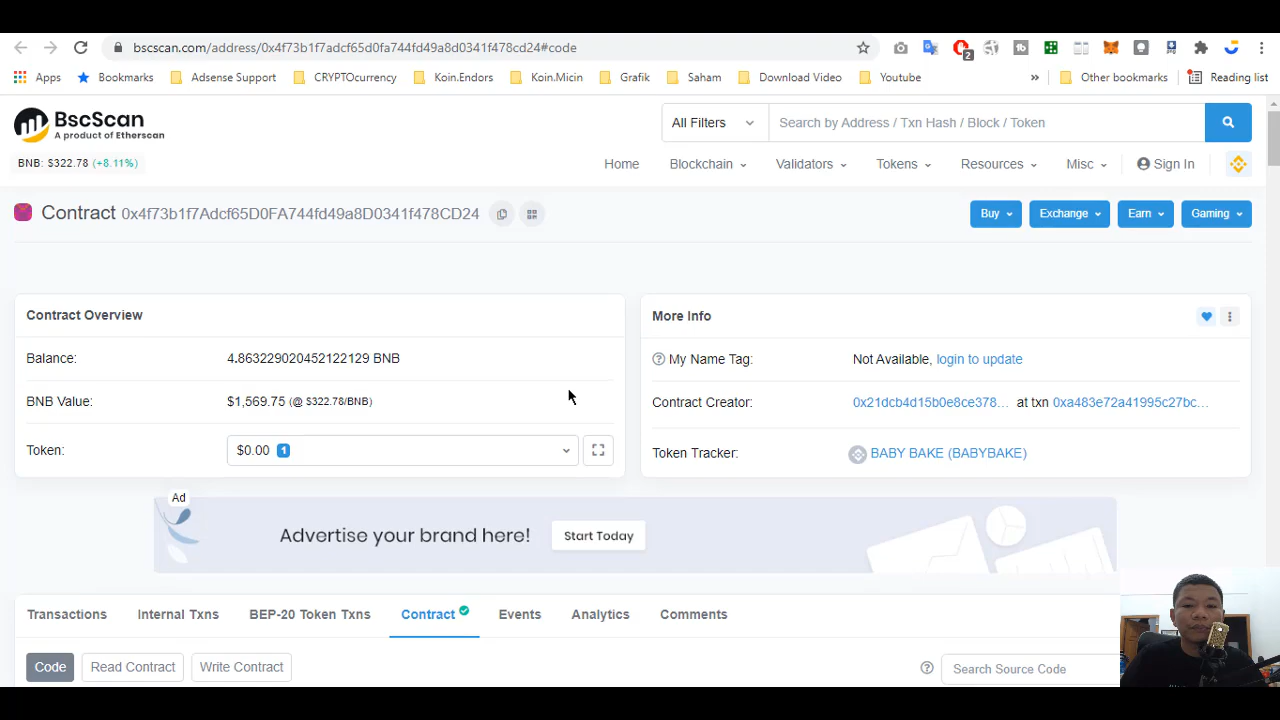 bscscan.com/address/0x4f73b1f7adcf65d0fa744fd49a8d0341f478cd24#code
2
Apps
Bookmarks
Adsense Support
CRYPTOcurrency
Koin.Endors
Koin.Micin
Grafik
Saham
Download Video
Youtube
»
Other bookmarks
Reading list
BscScan
A product of Etherscan
All Filters
Search by Address / Txn Hash / Block / Token
BNB: $322.78 (+8.11%)
Home
Blockchain
Validators
Tokens
Resources
Misc
Sign In
Contract 0x4f73b1f7Adcf65D0FA744fd49a8D0341f478CD24
Buy
Exchange
Earn
Gaming
Contract Overview
Balance: 4.863229020452122129 BNB
BNB Value: $1,569.75 (@ $322.78/BNB)
Token: $0.00 1
More Info
My Name Tag: Not Available, login to update
Contract Creator: 0x21dcb4d15b0e8ce378... at txn 0xa483e72a41995c27bc...
Token Tracker: BABY BAKE (BABYBAKE)
Ad
Advertise your brand here! Start Today
Transactions
Internal Txns
BEP-20 Token Txns
Contract
Events
Analytics
Comments
Code
Read Contract
Write Contract
Search Source Code